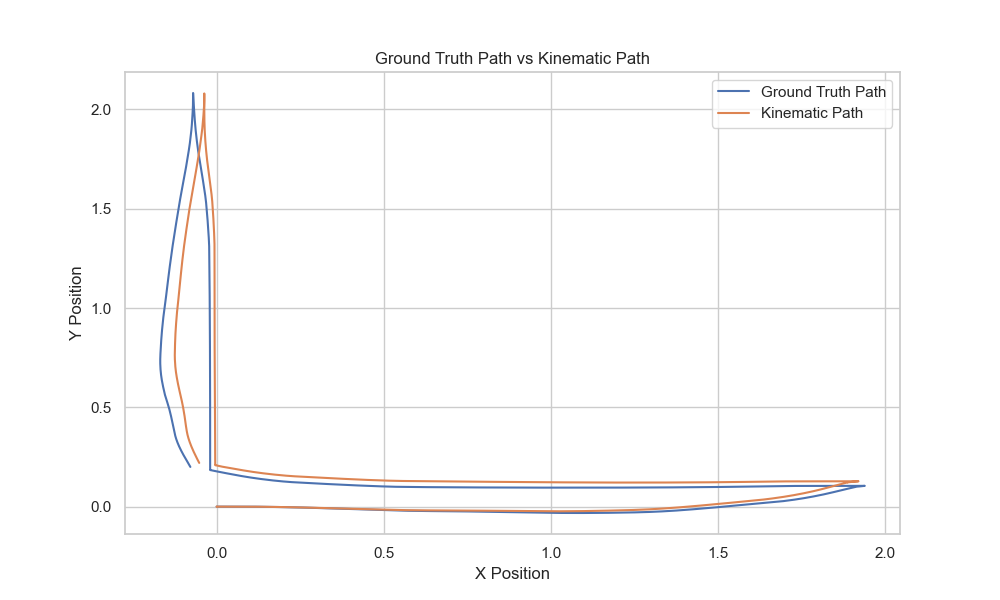 Ground Truth Path vs Kinematic Path
Ground Truth Path
Kinematic Path
Y Position
2.0
1.5
1.0
0.5
0.0
0.0 0.5 1.0 1.5 2.0
X Position